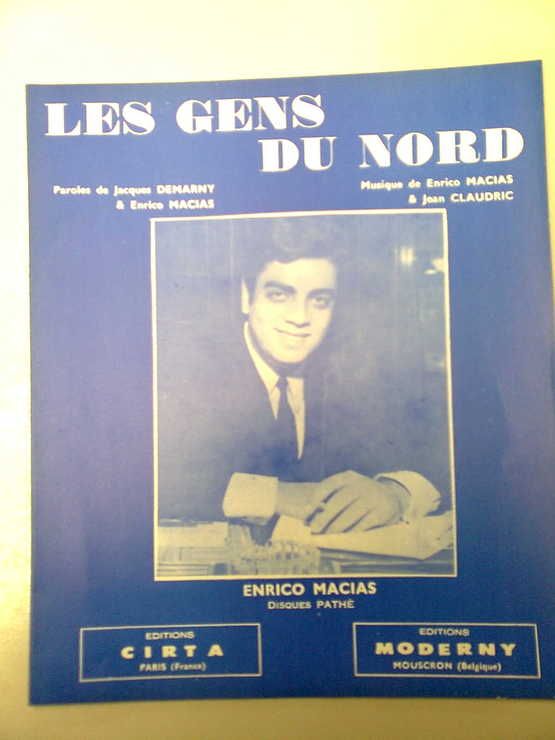 LES GENS
DU NORD
Paroles de Jacques DEMARNY
& Enrico MACIAS
Musique de Enrico MACIAS
& Jean CLAUDRIC
ENRICO MACIAS
DISQUES PATHÉ
EDITIONS
CIRTA
PARIS (France)
EDITIONS
MODERNY
MOUSCRON (Belgique)